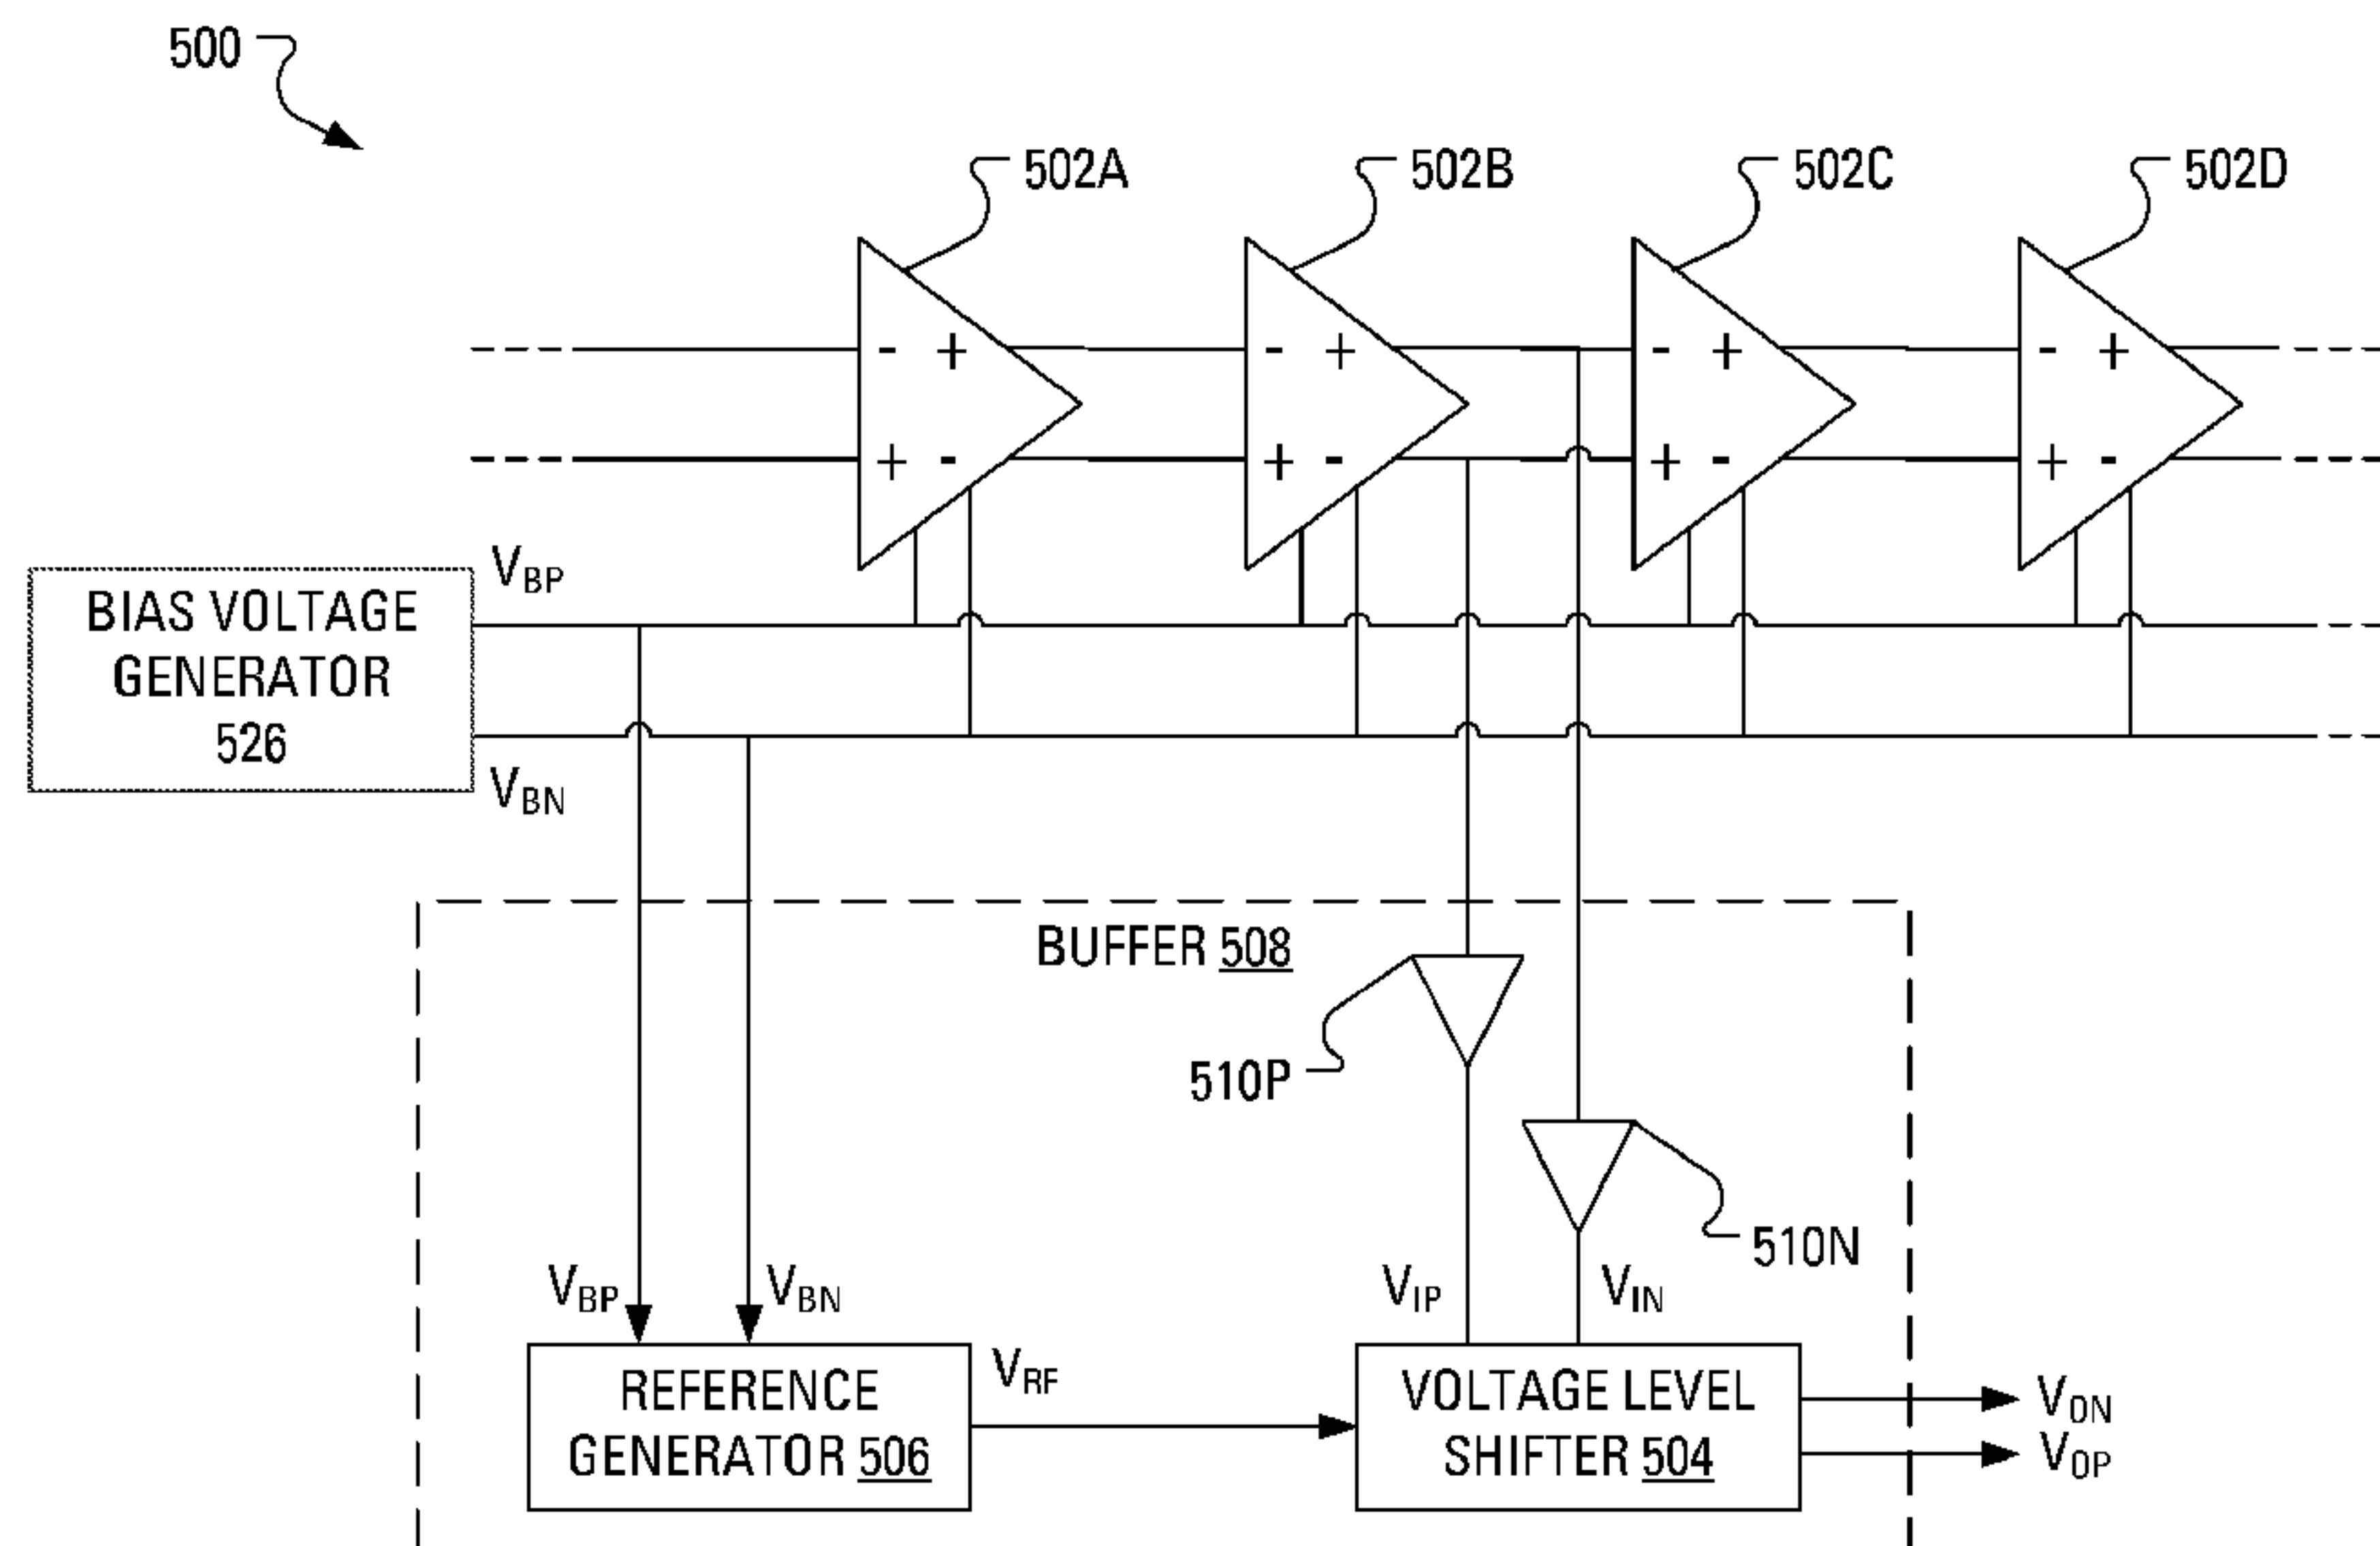 500
502A
502B
502C
502D
- +
- +
- +
- +
+ -
+ -
+ -
+ -
VBP
BIAS VOLTAGE
GENERATOR
526
VBN
BUFFER 508
510P
510N
VBP
VBN
VIP
VIN
REFERENCE
GENERATOR 506
VRF
VOLTAGE LEVEL
SHIFTER 504
VON
VOP